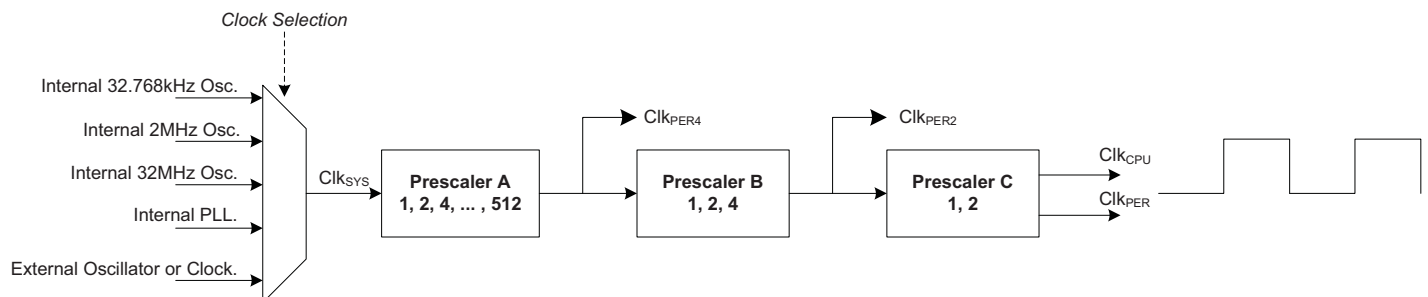 Clock Selection
Internal 32.768kHz Osc.
Internal 2MHz Osc.
Internal 32MHz Osc.
Internal PLL.
External Oscillator or Clock.
ClkSYS
Prescaler A
1, 2, 4, ... , 512
ClkPER4
Prescaler B
1, 2, 4
ClkPER2
Prescaler C
1, 2
ClkCPU
ClkPER